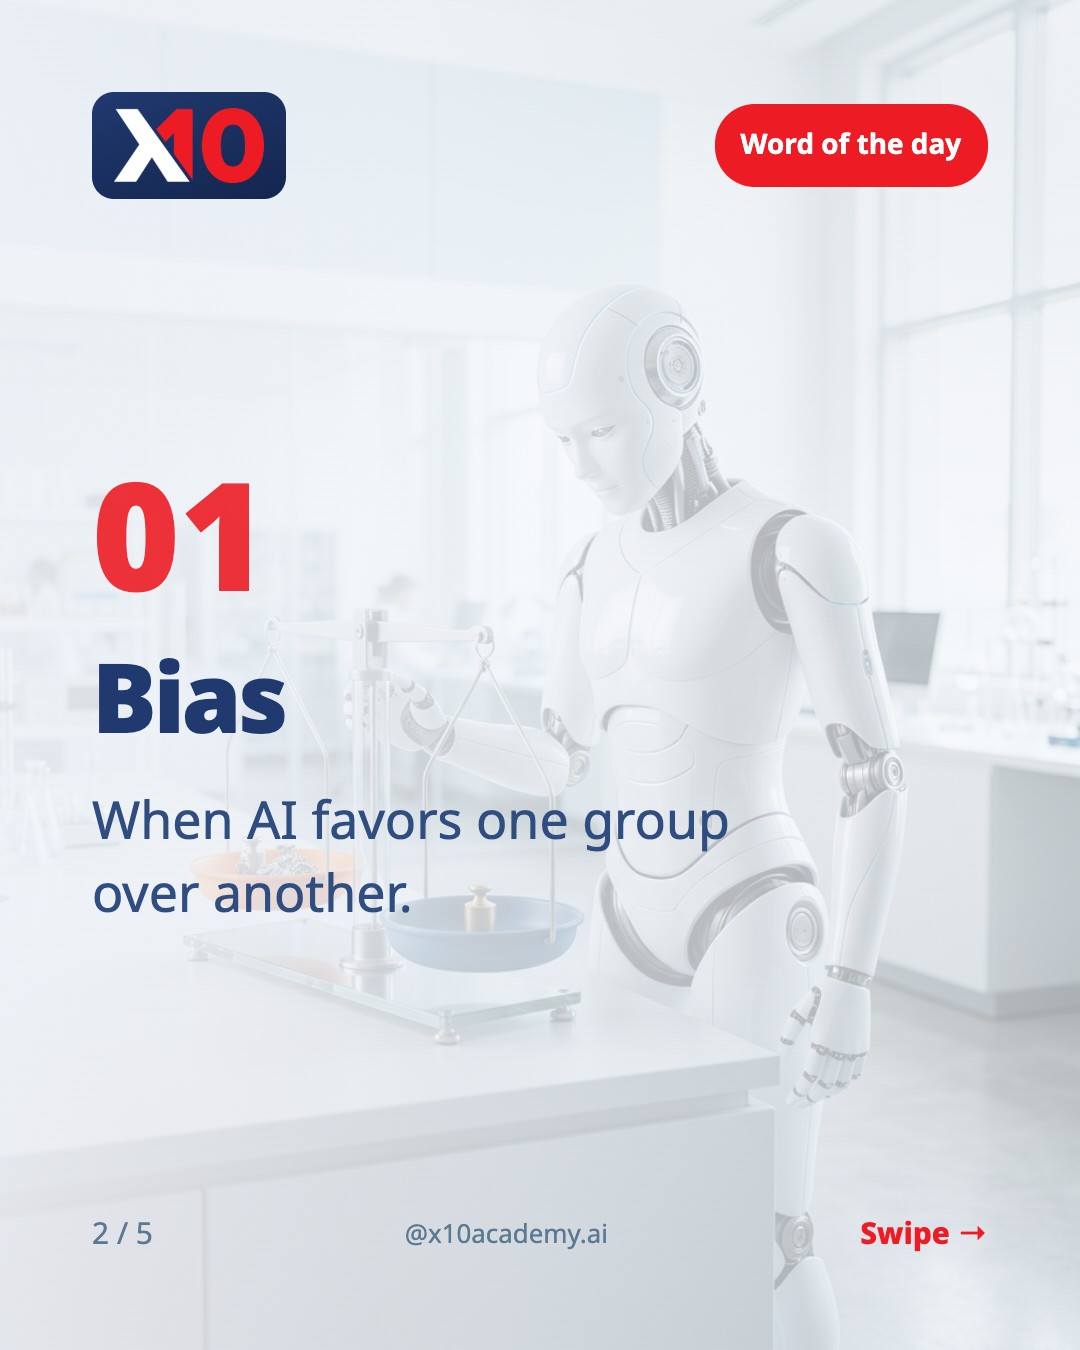 X10
Word of the day
01
Bias
When AI favors one group
over another.
2 / 5
@x10academy.ai
Swipe →